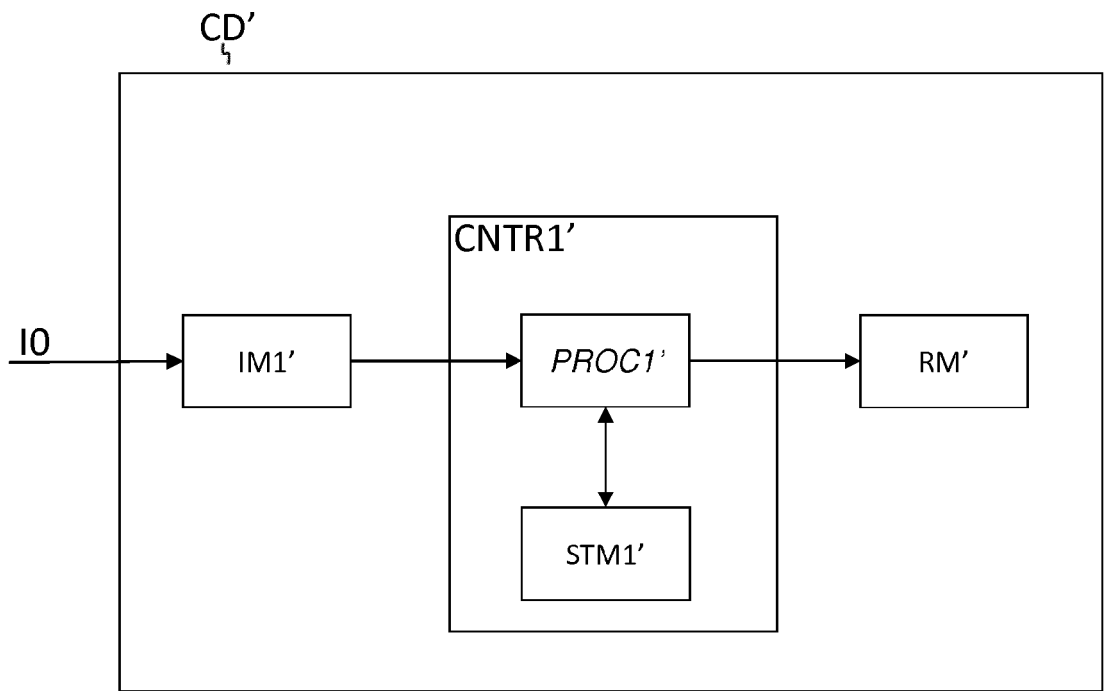 CD’
CNTR1’
I0
IM1’
PROC1’
RM’
STM1’